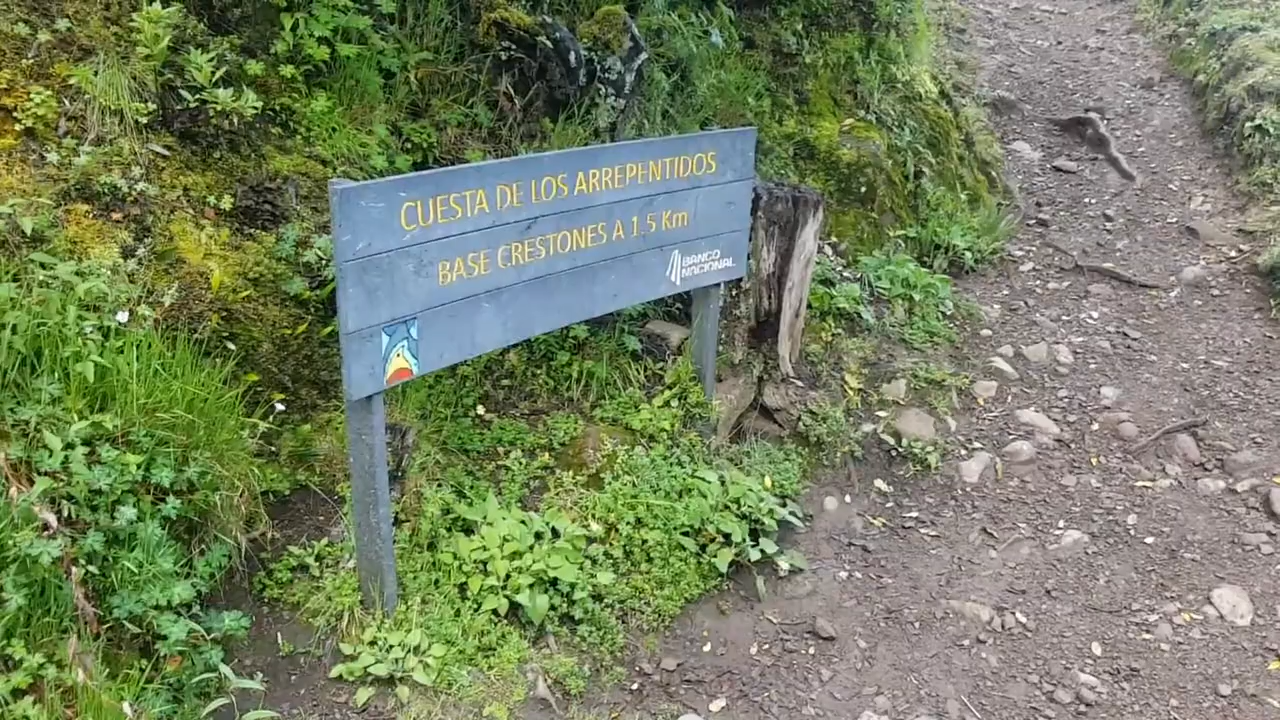 CUESTA DE LOS ARREPENTIDOS
BASE CRESTONES A 1.5 Km
BANCO
NACIONAL